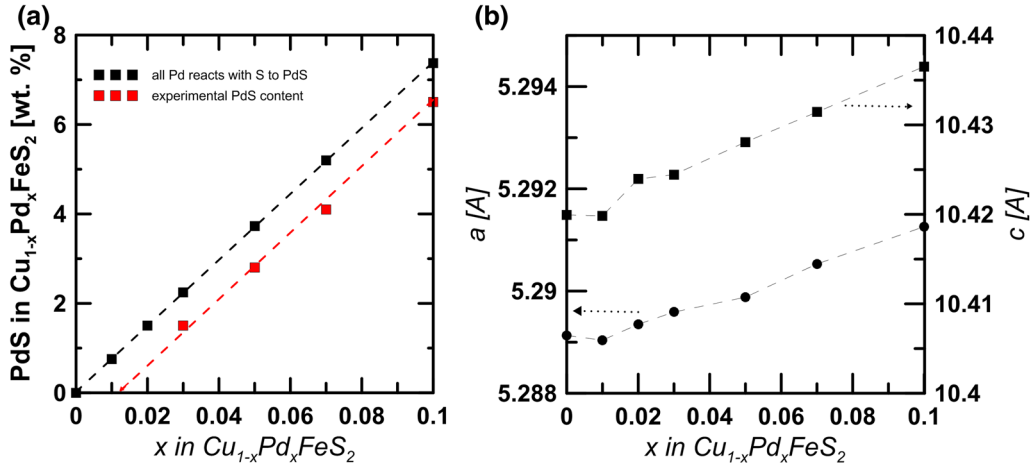 (a)
8
6
4
2
0
PdS in Cu1-xPdxFeS2 [wt. %]
all Pd reacts with S to PdS
experimental PdS content
0 0.02 0.04 0.06 0.08 0.1
x in Cu1-xPdxFeS2
(b)
5.294
5.292
5.29
5.288
a [A]
10.44
10.43
10.420
10.410
10.4
c [A]
0 0.02 0.04 0.06 0.08 0.1
x in Cu1-xPdxFeS2